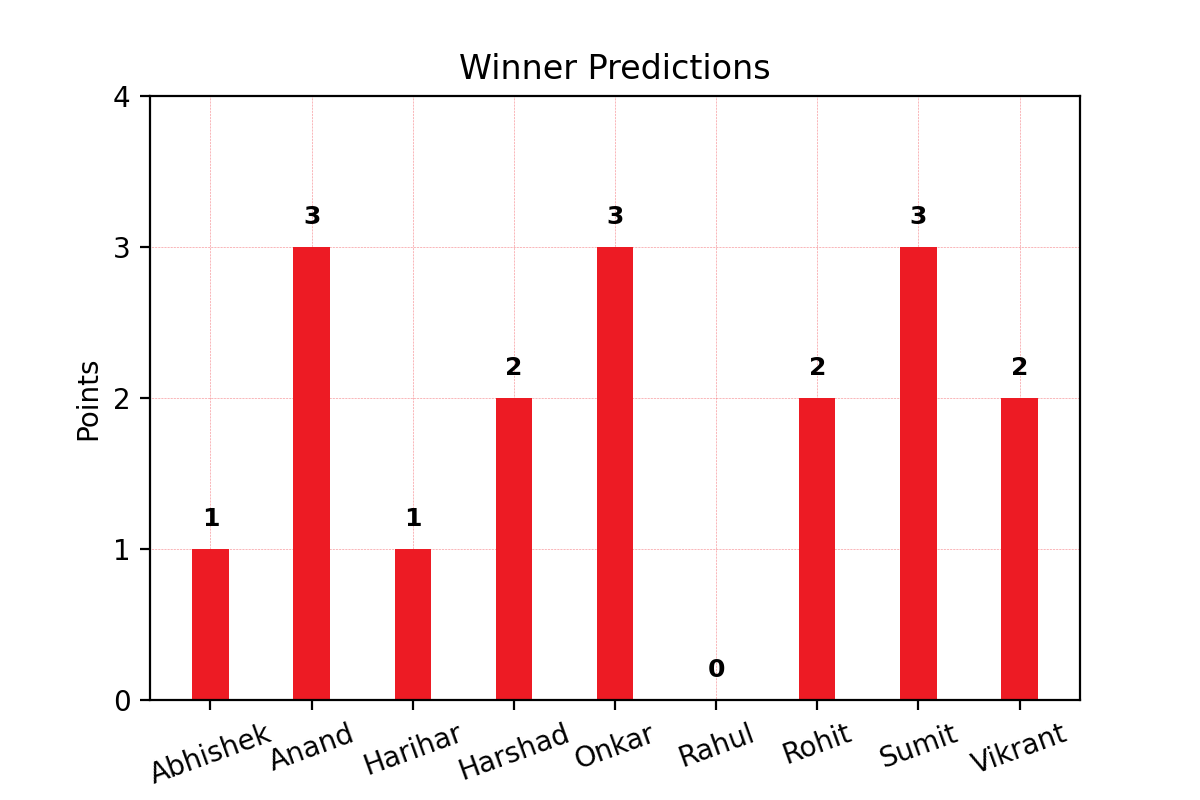 Winner Predictions
4
3
2
1
0
Points
3
3
3
2
2
2
1
1
0
Abhishek
Anand
Harihar
Harshad
Onkar
Rahul
Rohit
Sumit
Vikrant